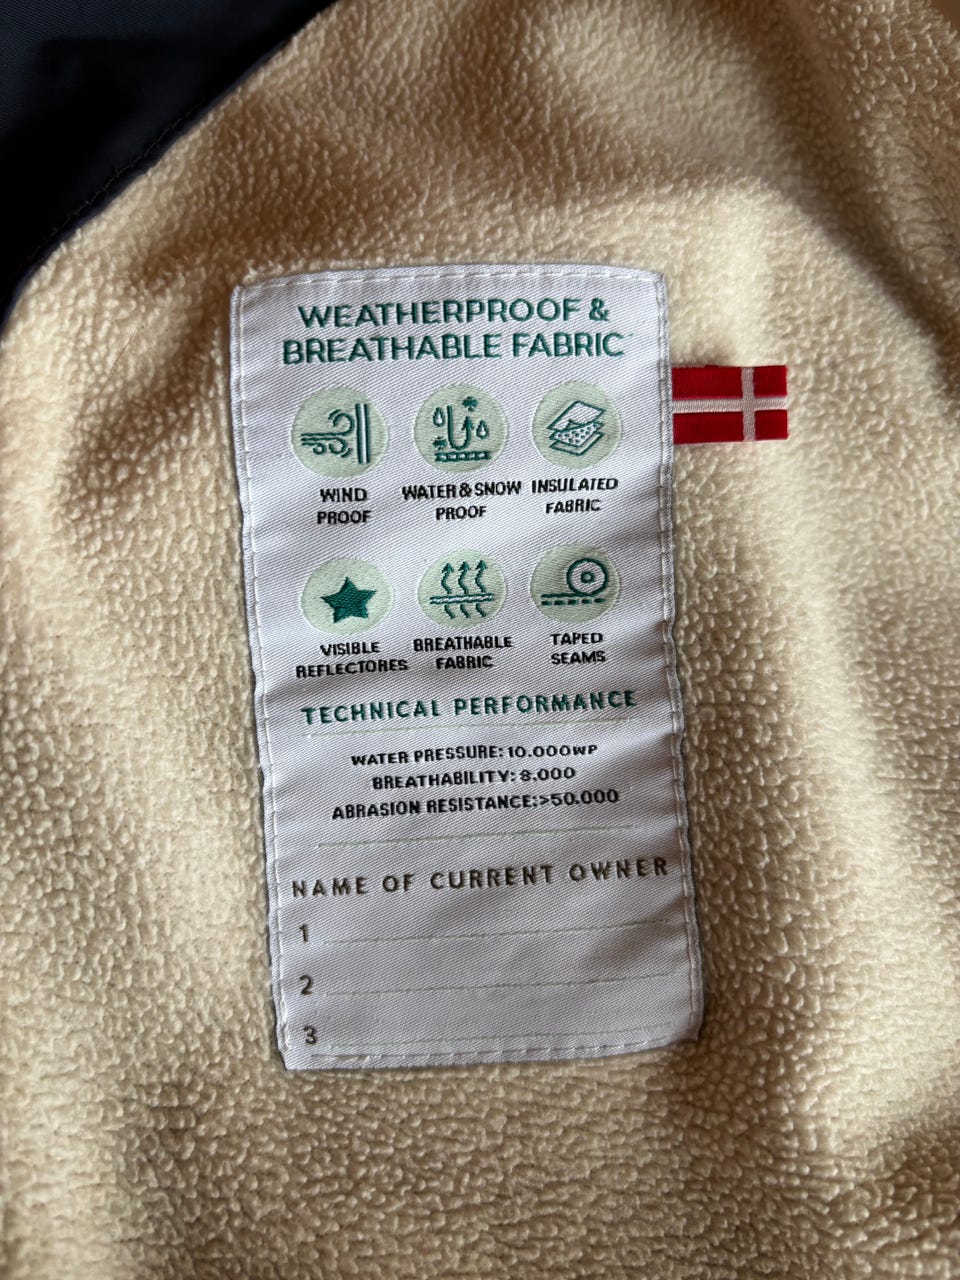 WEATHERPROOF &
BREATHABLE FABRIC
WIND
PROOF
WATER & SNOW
PROOF
INSULATED
FABRIC
VISIBLE
REFLECTORES
BREATHABLE
FABRIC
TAPED
SEAMS
TECHNICAL PERFORMANCE
WATER PRESSURE: 10.000WP
BREATHABILITY: 8.000
ABRASION RESISTANCE:>50.000
NAME OF CURRENT OWNER
1
2
3